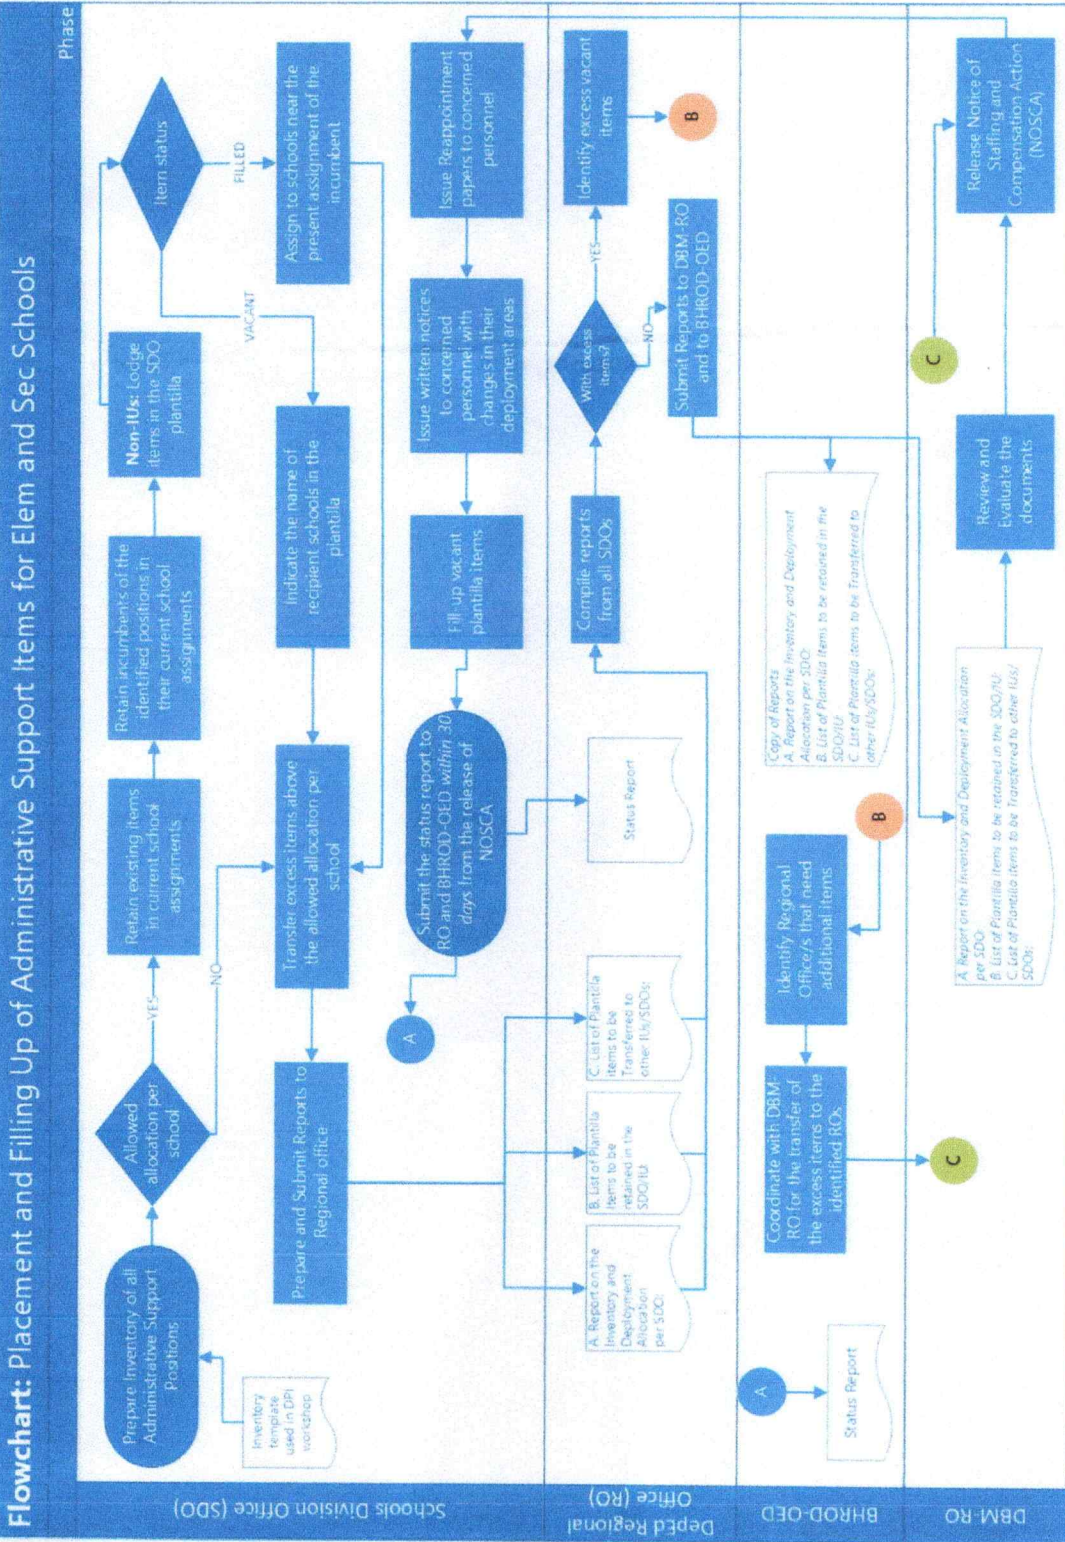 Flowchart: Placement and Filling Up of Administrative Support Items for Elem and Sec Schools
Phase
Schools Division Office (SDO)
Prepare Inventory of all
Administrative Support
Positions
Inventory
template
used in DPI
workshop
Allowed
allocation per
school
YES
NO
Retain existing items
in current school
assignments
Retain incumbents of the
identified positions in
their current school
assignments
Non-IUs: Lodge
items in the SDO
plantilla
Item status
FILLED
VACANT
Assign to schools near the
present assignment of the
incumbent
Indicate the name of
recipient schools in the
plantilla
Transfer excess items above
the allowed allocation per
school
Prepare and Submit Reports to
Regional office
Issue Reappointment
papers to concerned
personnel
Issue written notices
to concerned
personnel with
changes in their
deployment areas
Fill up vacant
plantilla items
Submit the status report to
RO and BHROD-OED within 30
days from the release of
NOSCA
A
DepEd Regional
Office (RO)
A. Report on the
Inventory and
Deployment
Allocation
per SDO:
B. List of Plantilla
Items to be
retained in the
SDO/IU:
C. List of Plantilla
items to be
Transferred to
other IUs/SDOs:
Status Report
Compile reports
from all SDOs
With excess
items?
YES
NO
Identify excess vacant
items
B
Submit Reports to DBM-RO
and to BHROD-OED
BHROD-OED
A
Status Report
Coordinate with DBM-
RO for the transfer of
the excess items to the
identified ROs
Identify Regional
Office/s that need
additional items
B
Copy of Reports
A. Report on the Inventory and Deployment
Allocation per SDO:
B. List of Plantilla Items to be retained in the
SDO/IU:
C. List of Plantilla items to be Transferred to
other IUs/SDOs:
DBM-RO
C
A. Report on the Inventory and Deployment Allocation
per SDO:
B. List of Plantilla Items to be retained in the SDO/IU:
C. List of Plantilla items to be Transferred to other IUs/
SDOs:
Review and
Evaluate the
documents
C
Release Notice of
Staffing and
Compensation Action
(NOSCA)